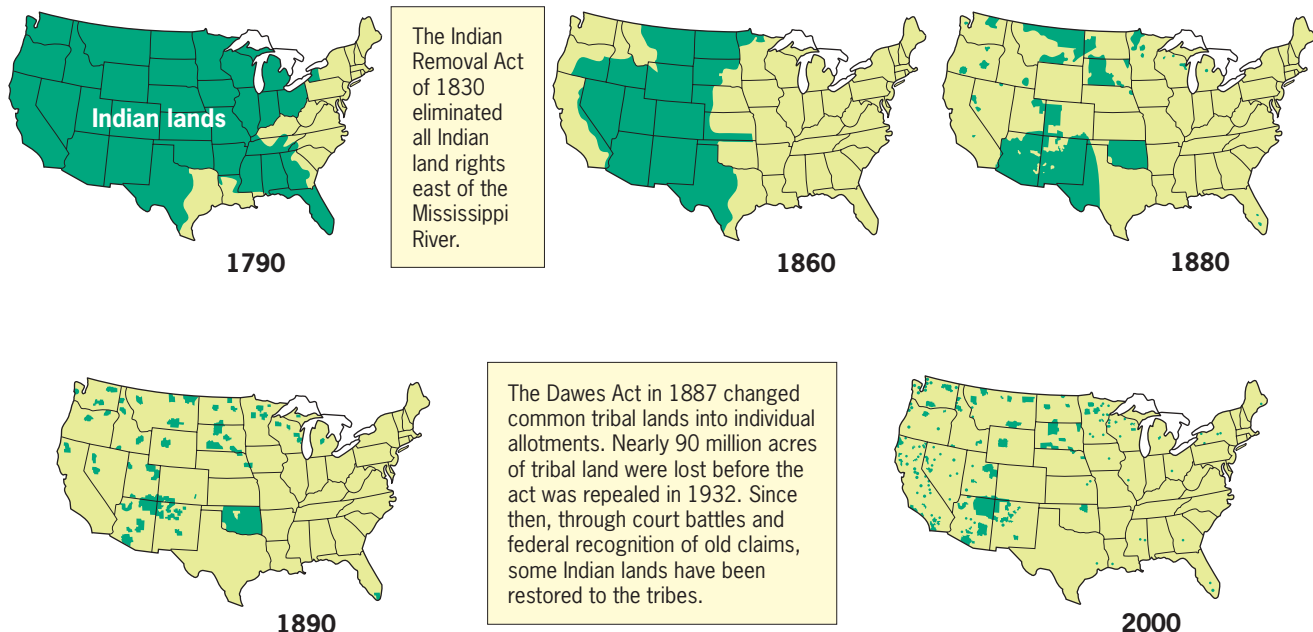 Indian lands
1790
The Indian
Removal Act
of 1830
eliminated
all Indian
land rights
east of the
Mississippi
River.
1860
1880
1890
The Dawes Act in 1887 changed
common tribal lands into individual
allotments. Nearly 90 million acres
of tribal land were lost before the
act was repealed in 1932. Since
then, through court battles and
federal recognition of old claims,
some Indian lands have been
restored to the tribes.
2000